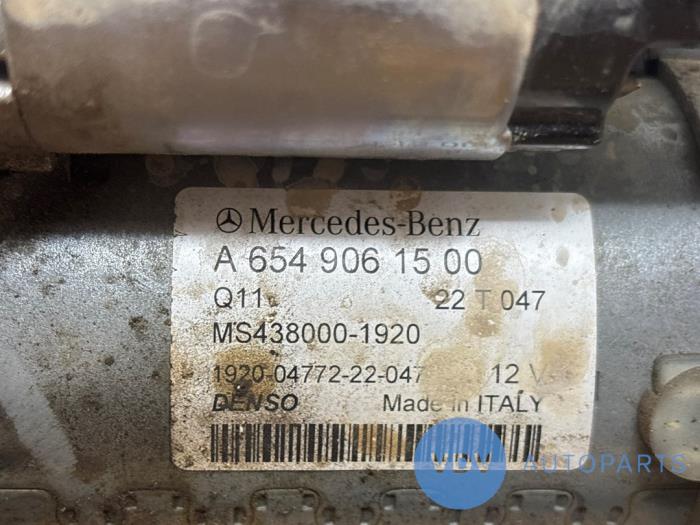 Mercedes-Benz
A 654 906 15 00
Q11 22 T 047
MS438000-1920
1920-04772-22-047 12 V
DENSO Made in ITALY
VDV AUTOPARTS